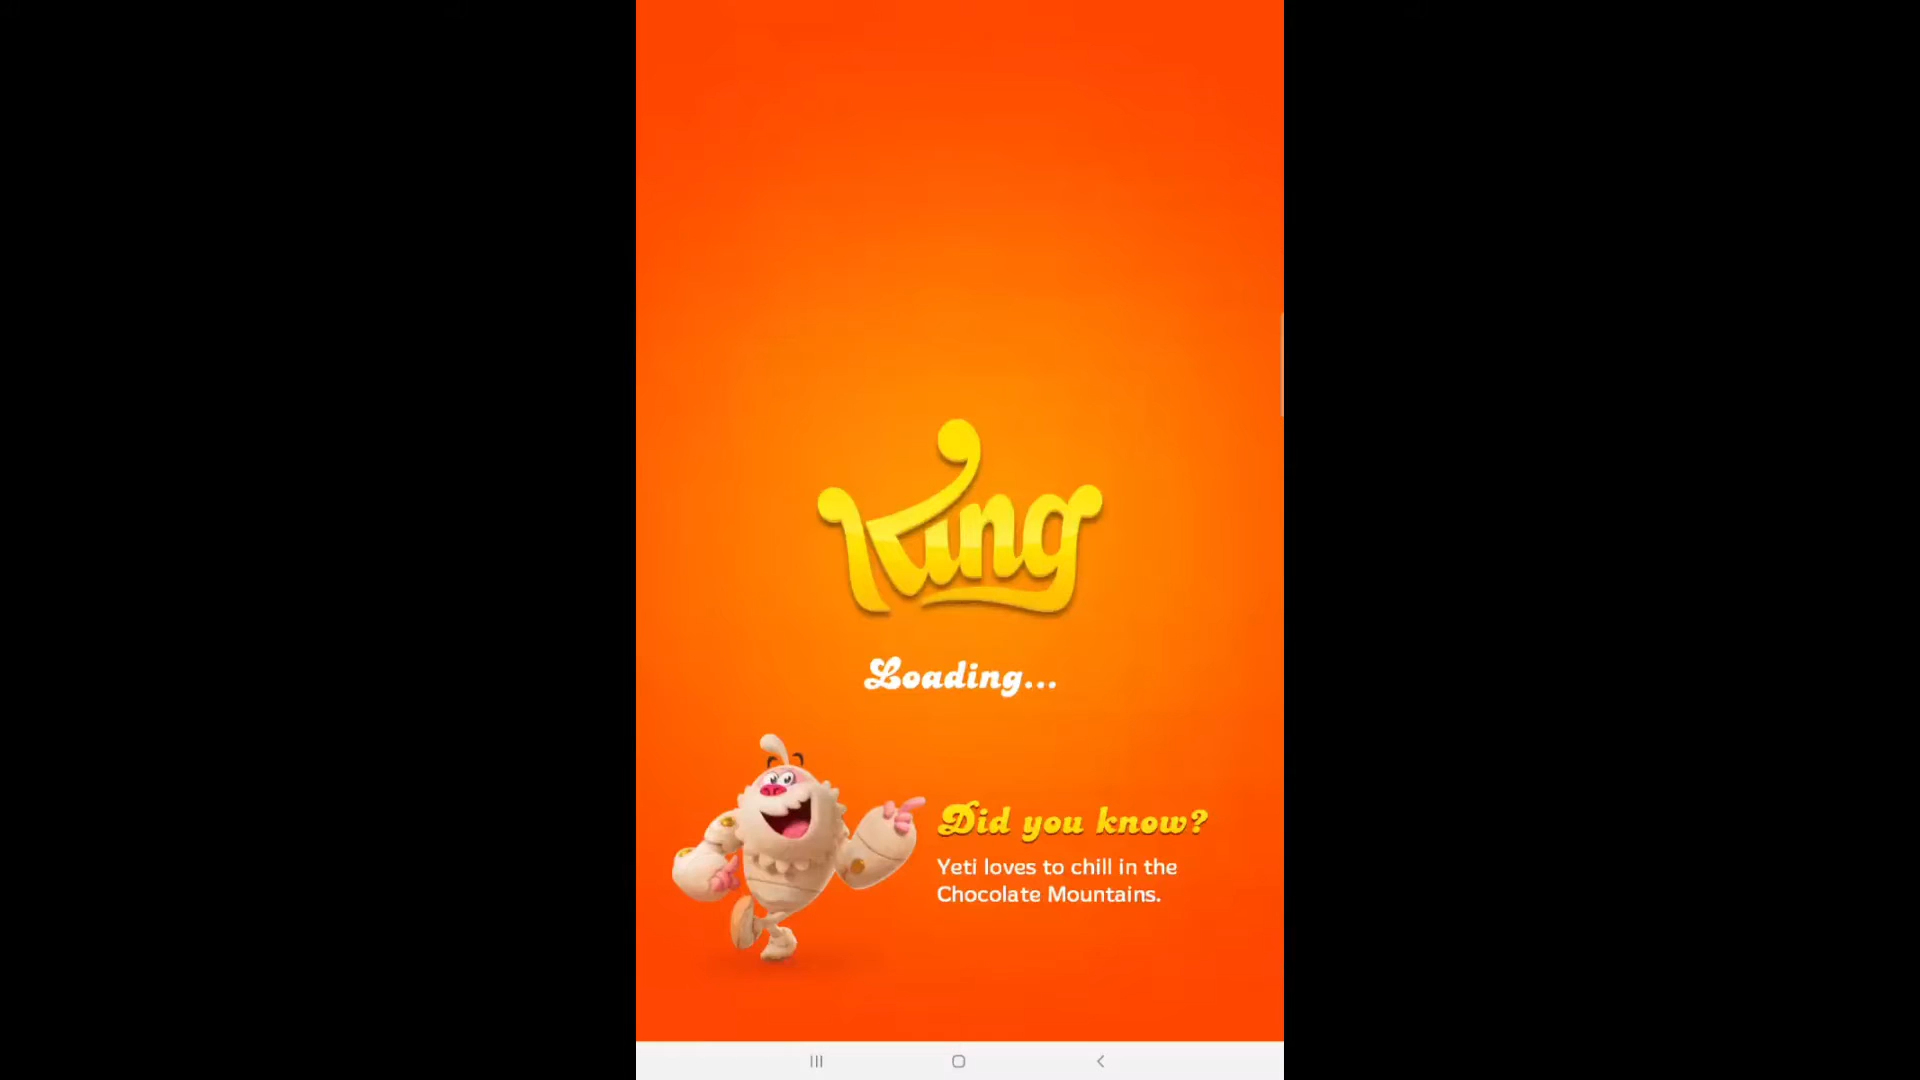 King
Loading...
Did you know?
Yeti loves to chill in the
Chocolate Mountains.